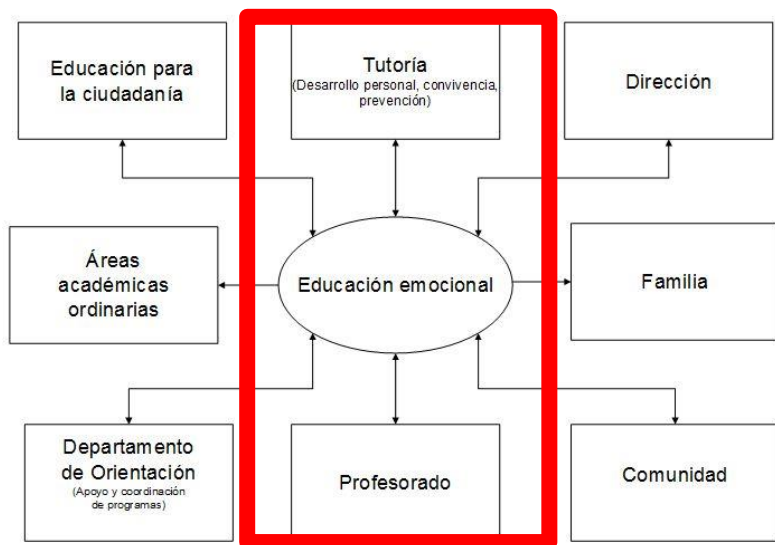 Educación para
la ciudadanía
Tutoría
(Desarrollo personal, convivencia,
prevención)
Dirección
Áreas
académicas
ordinarias
Educación emocional
Familia
Departamento
de Orientación
(Apoyo y coordinación
de programas)
Profesorado
Comunidad